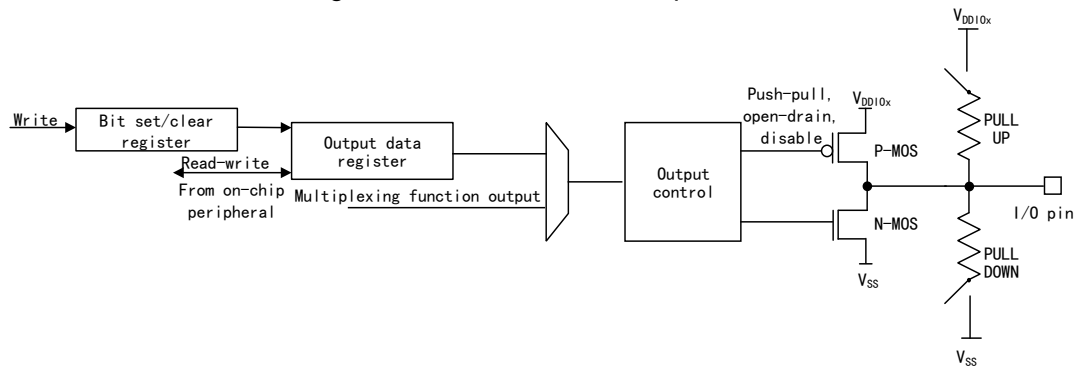 V_DDIOx
Write
Bit set/clear
register
Output data
register
Read-write
From on-chip
peripheral
Multiplexing function output
Output
control
Push-pull,
open-drain,
disable
V_DDIOx
P-MOS
N-MOS
V_SS
PULL
UP
I/O pin
PULL
DOWN
V_SS